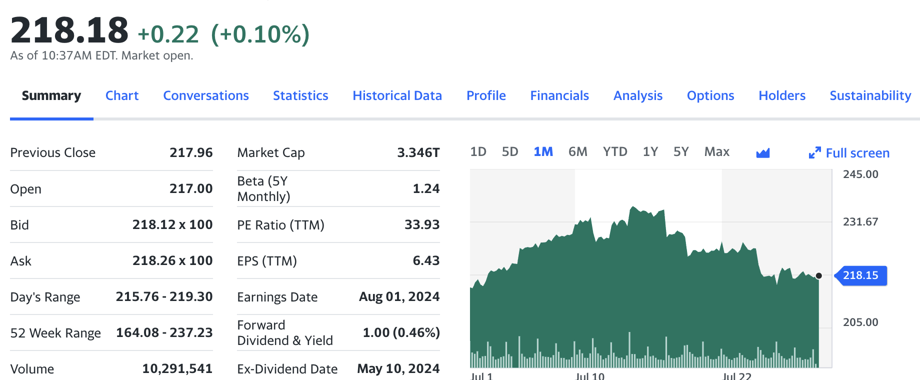 218.18 +0.22 (+0.10%)
As of 10:37AM EDT. Market open.
Summary Chart Conversations Statistics Historical Data Profile Financials Analysis Options Holders Sustainability
Previous Close 217.96
Open 217.00
Bid 218.12 x 100
Ask 218.26 x 100
Day's Range 215.76 - 219.30
52 Week Range 164.08 - 237.23
Volume 10,291,541
Market Cap 3.346T
Beta (5Y
Monthly) 1.24
PE Ratio (TTM) 33.93
EPS (TTM) 6.43
Earnings Date Aug 01, 2024
Forward
Dividend & Yield 1.00 (0.46%)
Ex-Dividend Date May 10, 2024
1D 5D 1M 6M YTD 1Y 5Y Max Full screen
245.00
231.67
218.15
205.00
Jul 1 Jul 10 Jul 22